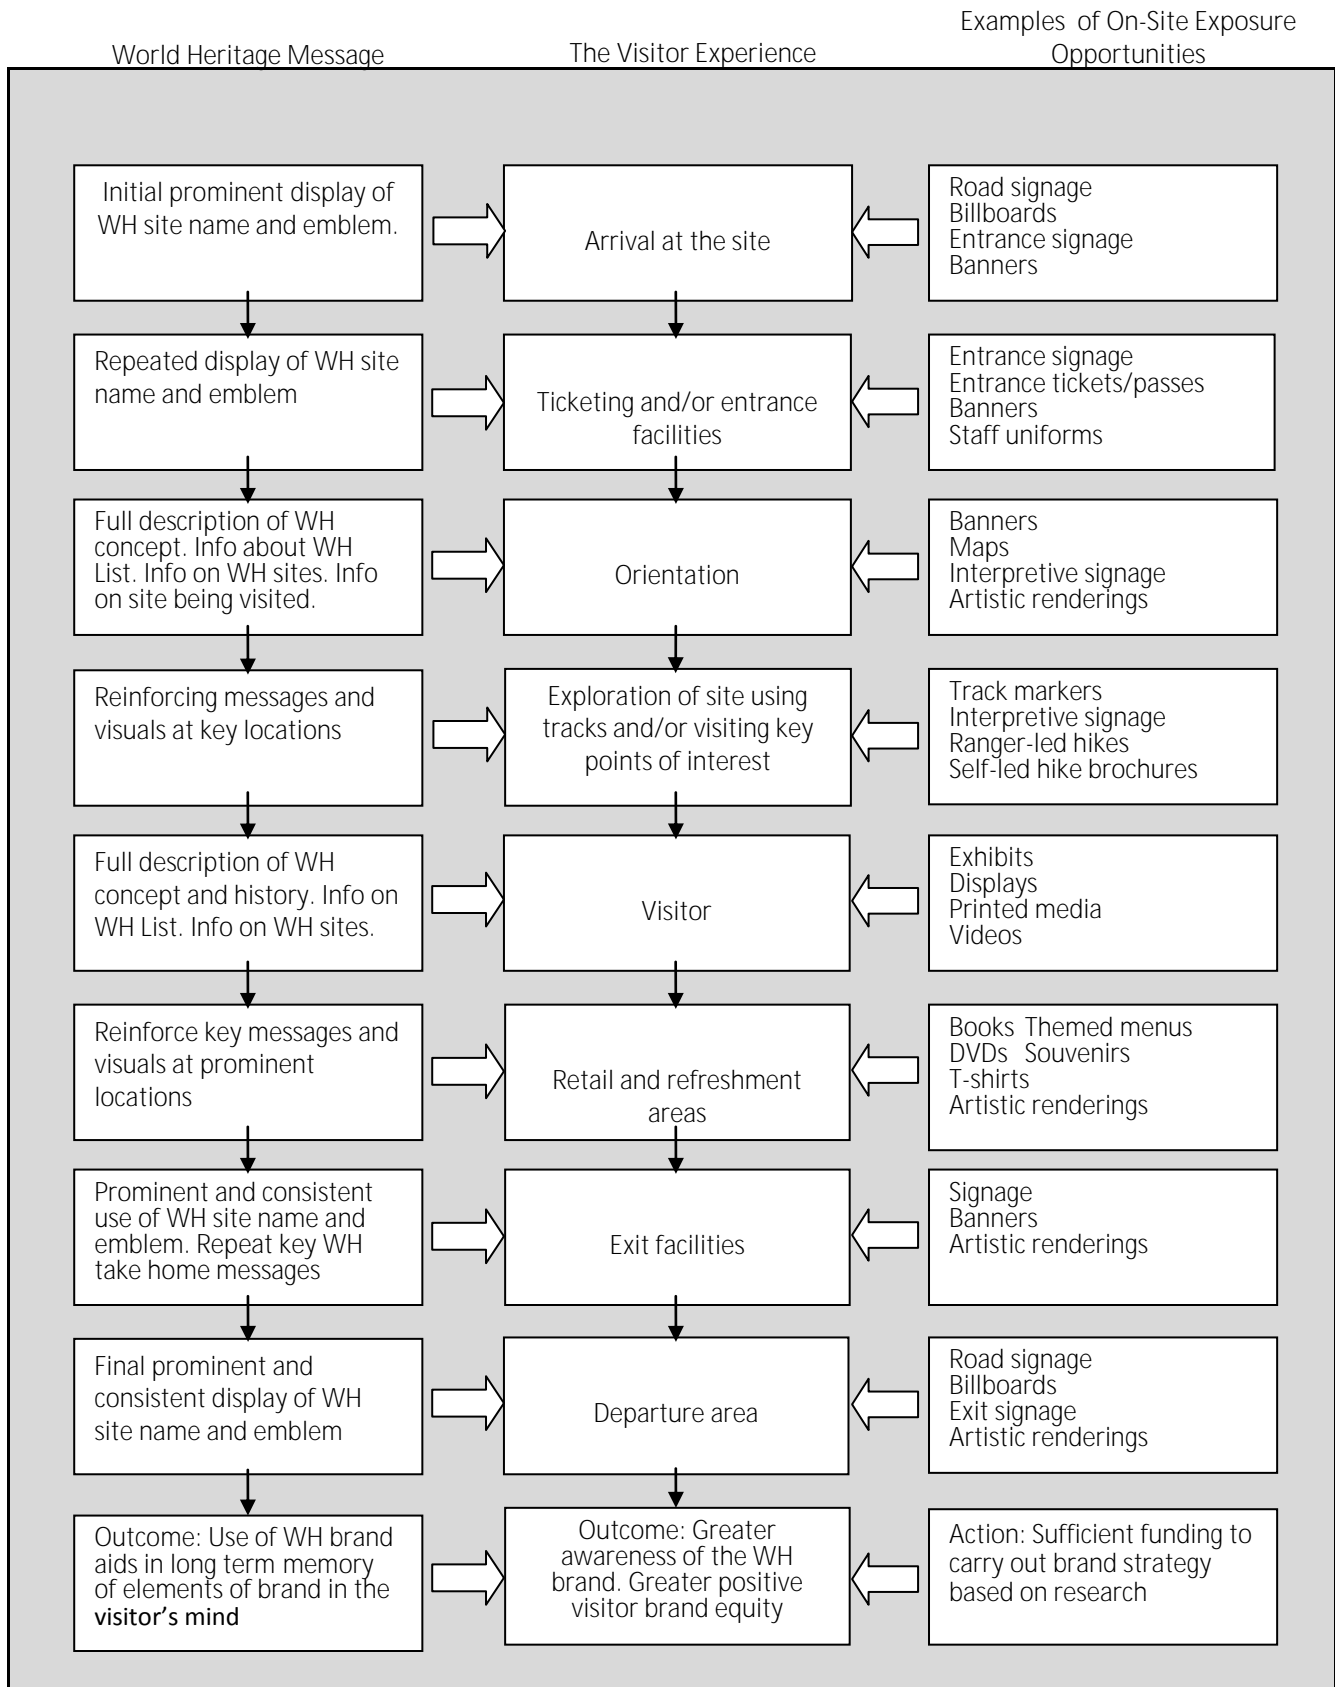 World Heritage Message
The Visitor Experience
Examples of On-Site Exposure
Opportunities
Initial prominent display of
WH site name and emblem.
Arrival at the site
Road signage
Billboards
Entrance signage
Banners
Repeated display of WH site
name and emblem
Ticketing and/or entrance
facilities
Entrance signage
Entrance tickets/passes
Banners
Staff uniforms
Full description of WH
concept. Info about WH
List. Info on WH sites. Info
on site being visited.
Orientation
Banners
Maps
Interpretive signage
Artistic renderings
Reinforcing messages and
visuals at key locations
Exploration of site using
tracks and/or visiting key
points of interest
Track markers
Interpretive signage
Ranger-led hikes
Self-led hike brochures
Full description of WH
concept and history. Info on
WH List. Info on WH sites.
Visitor
Exhibits
Displays
Printed media
Videos
Reinforce key messages and
visuals at prominent
locations
Retail and refreshment
areas
Books Themed menus
DVDs Souvenirs
T-shirts
Artistic renderings
Prominent and consistent
use of WH site name and
emblem. Repeat key WH
take home messages
Exit facilities
Signage
Banners
Artistic renderings
Final prominent and
consistent display of WH
site name and emblem
Departure area
Road signage
Billboards
Exit signage
Artistic renderings
Outcome: Use of WH brand
aids in long term memory
of elements of brand in the
visitor's mind
Outcome: Greater
awareness of the WH
brand. Greater positive
visitor brand equity
Action: Sufficient funding to
carry out brand strategy
based on research